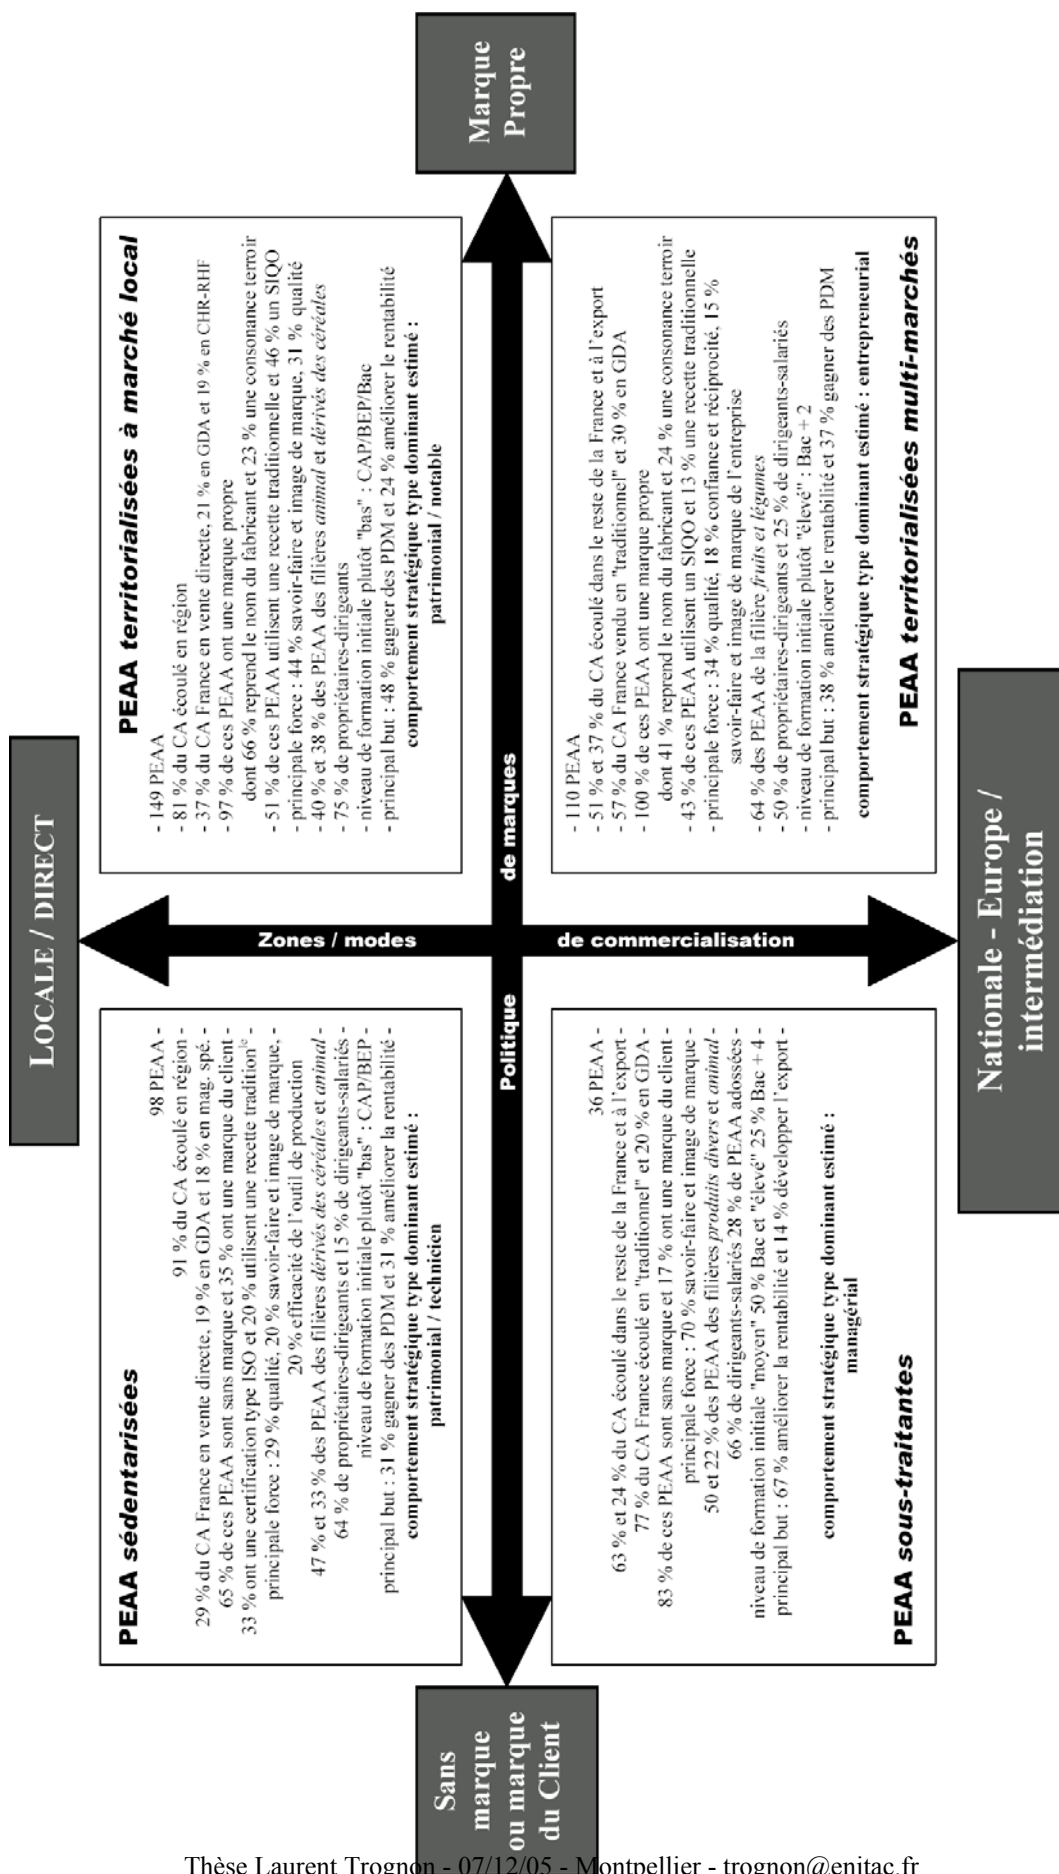 LOCALE / DIRECT
PEAA sédentarisées
98 PEAA -
91 % du CA écoulé en région
29 % du CA France en vente directe, 19 % en GDA et 18 % en mag. spé. -
65 % de ces PEAA sont sans marque et 35 % ont une marque du client -
33 % ont une certification type ISO et 20 % utilisent une recette tradition^le -
principale force : 29 % qualité, 20 % savoir-faire et image de marque,
20 % efficacité de l'outil de production
47 % et 33 % des PEAA des filières dérivés des céréales et animal -
64 % de propriétaires-dirigeants et 15 % de dirigeants-salariés -
niveau de formation initiale plutôt "bas" : CAP/BEP -
principal but : 31 % gagner des PDM et 31 % améliorer la rentabilité -
comportement stratégique type dominant estimé :
patrimonial / technicien
PEAA territorialisées à marché local
- 149 PEAA
- 81 % du CA écoulé en région
- 37 % du CA France en vente directe, 21 % en GDA et 19 % en CHR-RHF
- 97 % de ces PEAA ont une marque propre
dont 66 % reprend le nom du fabricant et 23 % une consonance terroir
- 51 % de ces PEAA utilisent une recette traditionnelle et 46 % un SIQO
- principale force : 44 % savoir-faire et image de marque, 31 % qualité
- 40 % et 38 % des PEAA des filières animal et dérivés des céréales
- 75 % de propriétaires-dirigeants
- niveau de formation initiale plutôt "bas" : CAP/BEP/Bac
- principal but : 48 % gagner des PDM et 24 % améliorer le rentabilité
comportement stratégique type dominant estimé :
patrimonial / notable
Zones / modes
de commercialisation
Sans
marque
ou marque
du Client
Politique
de marques
Marque
Propre
36 PEAA -
63 % et 24 % du CA écoulé dans le reste de la France et à l'export -
77 % du CA France écoulé en "traditionnel" et 20 % en GDA -
83 % de ces PEAA sont sans marque et 17 % ont une marque du client -
principale force : 70 % savoir-faire et image de marque -
50 et 22 % des PEAA des filières produits divers et animal
66 % de dirigeants-salariés 28 % de PEAA adossées
niveau de formation initiale "moyen" 50 % Bac et "élevé" 25 % Bac + 4 -
principal but : 67 % améliorer la rentabilité et 14 % développer l'export -
comportement stratégique type dominant estimé :
managérial
PEAA sous-traitantes
- 110 PEAA
- 51 % et 37 % du CA écoulé dans le reste de la France et à l'export
- 57 % du CA France vendu en "traditionnel" et 30 % en GDA
- 100 % de ces PEAA ont une marque propre
dont 41 % reprend le nom du fabricant et 24 % une consonance terroir
- 43 % de ces PEAA utilisent un SIQO et 13 % une recette traditionnelle
- principale force : 34 % qualité, 18 % confiance et réciprocité, 15 %
savoir-faire et image de marque de l'entreprise
- 64 % des PEAA de la filière fruits et légumes
- 50 % de propriétaires-dirigeants et 25 % de dirigeants-salariés
- niveau de formation initiale plutôt "élevé" : Bac + 2
- principal but : 38 % améliorer le rentabilité et 37 % gagner des PDM
comportement stratégique type dominant estimé : entrepreneurial
PEAA territorialisées multi-marchés
Nationale - Europe /
intermédiation
Thèse Laurent Trognon - 07/12/05 - Montpellier - trognon@enitac.fr